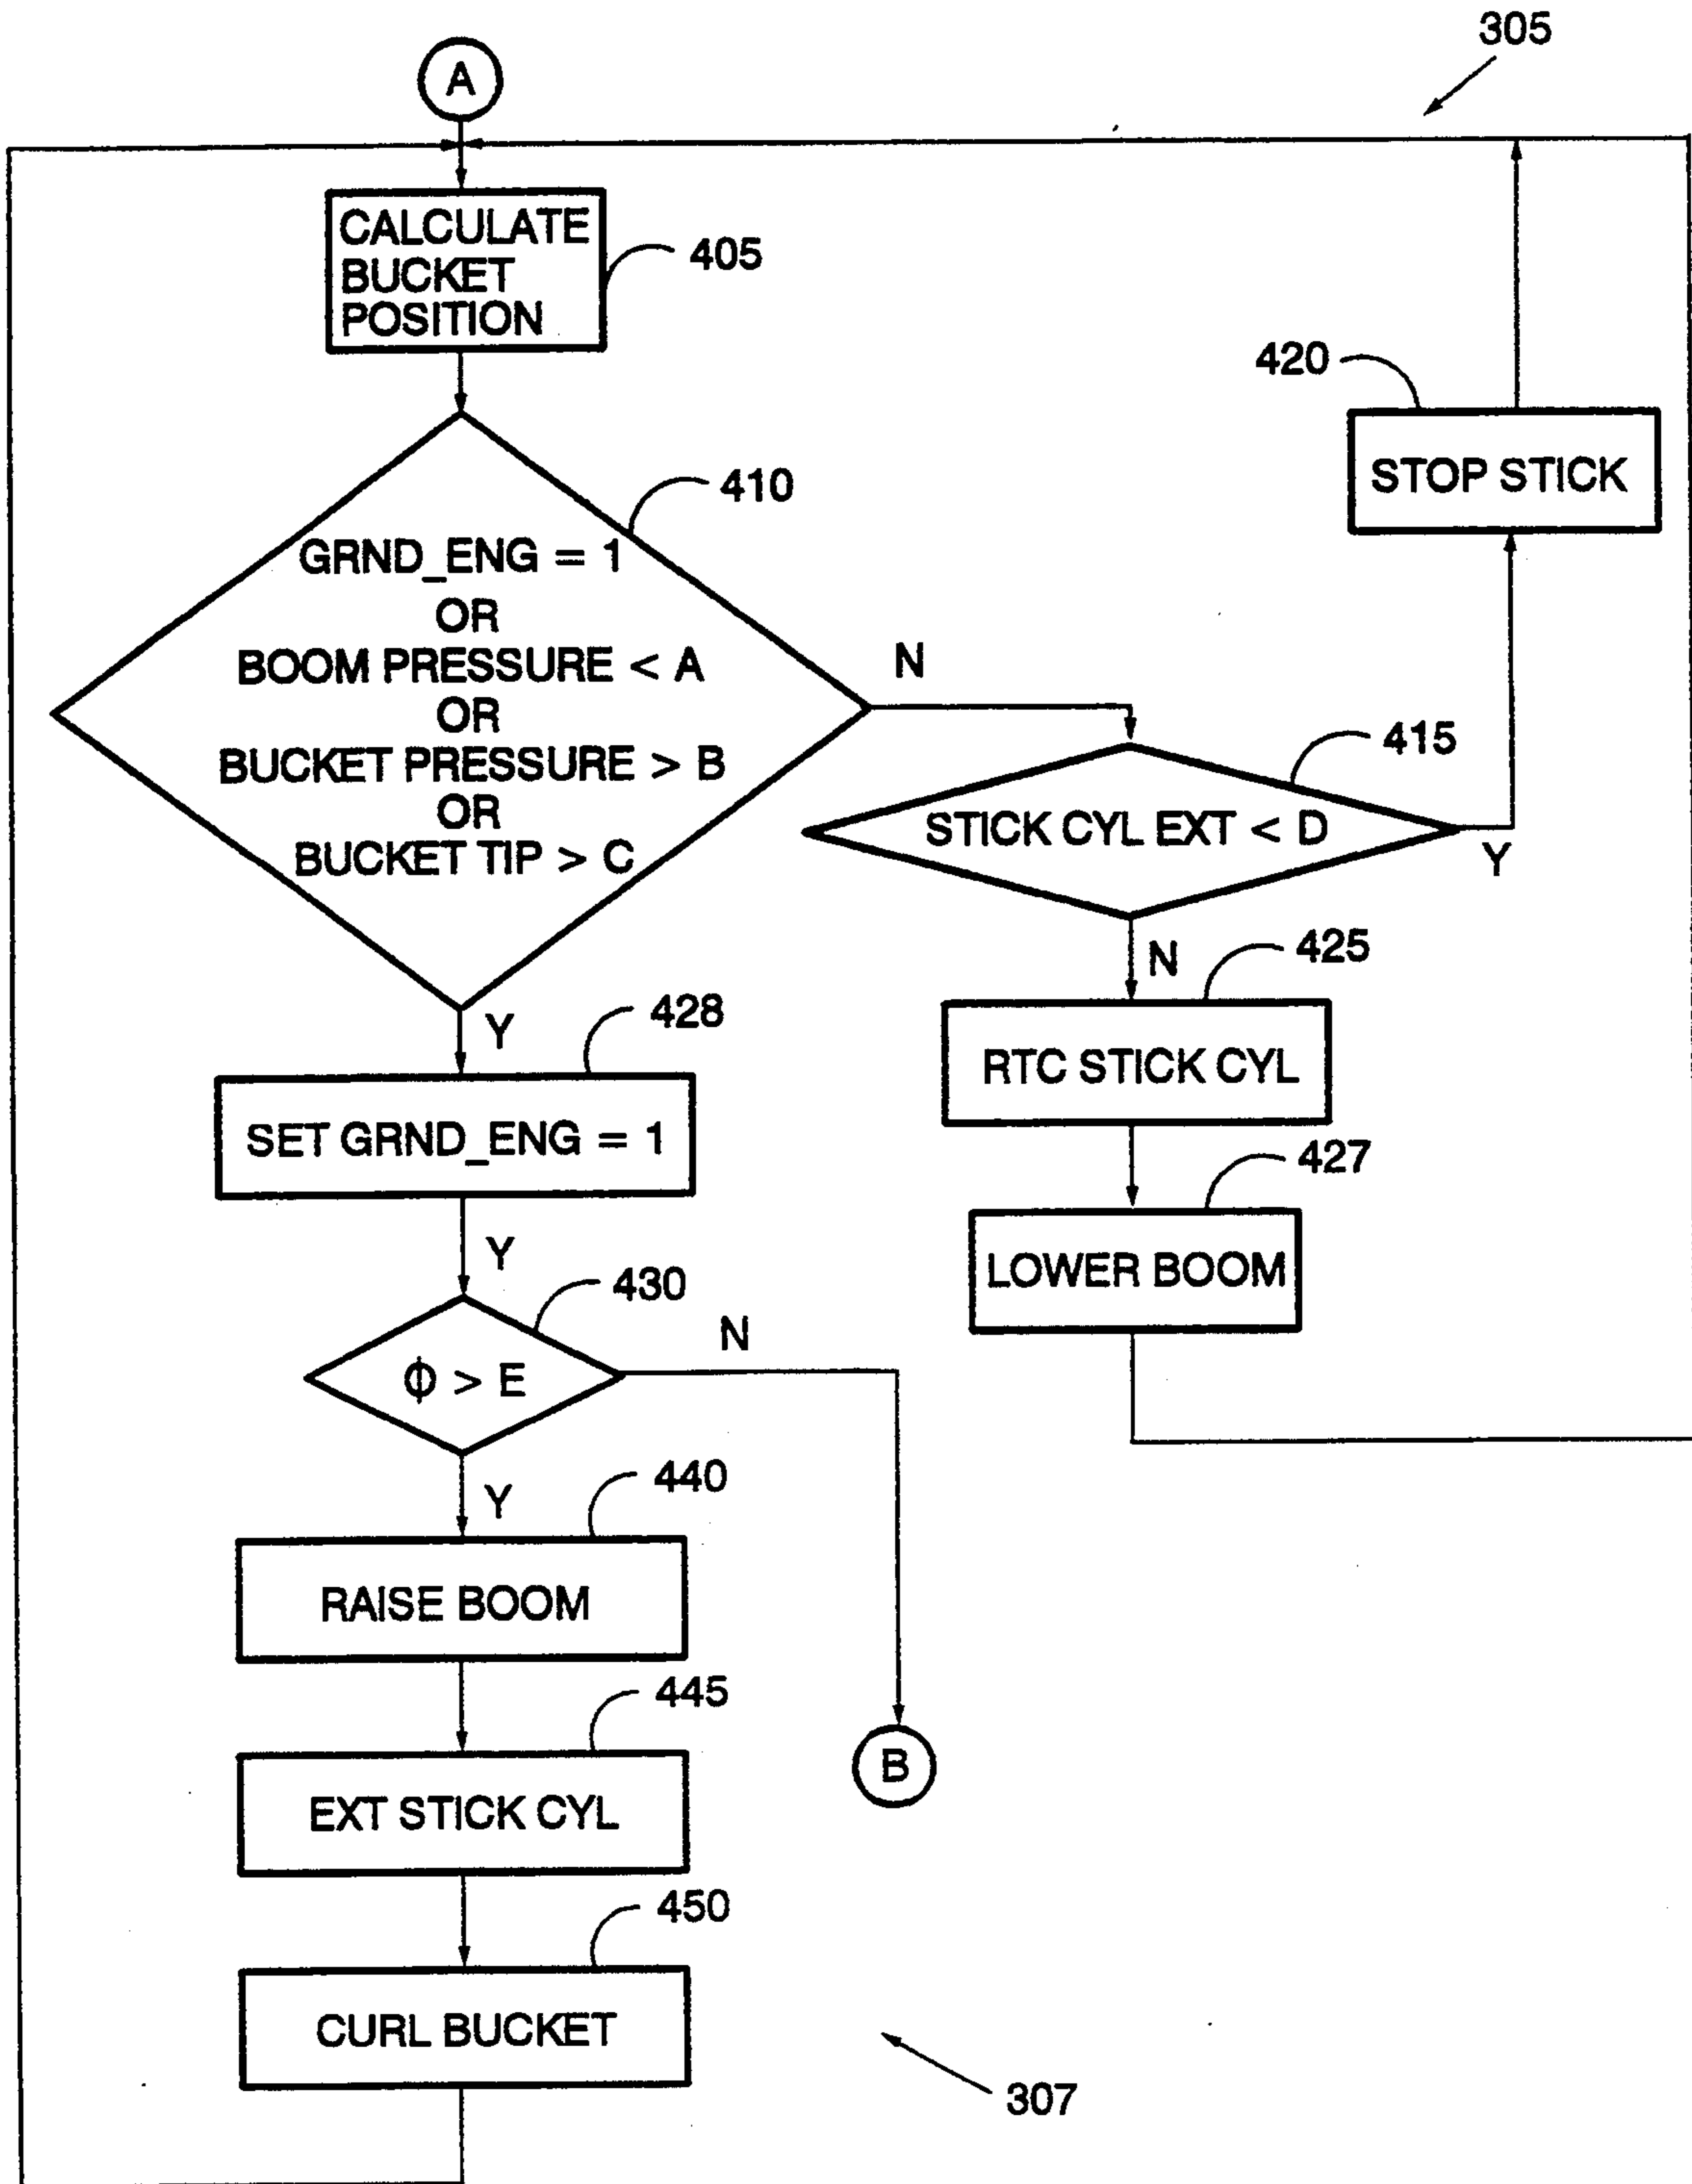 305
A
CALCULATE
BUCKET
POSITION
405
420
STOP STICK
410
GRND_ENG = 1
OR
BOOM PRESSURE < A
OR
BUCKET PRESSURE > B
OR
BUCKET TIP > C
N
415
STICK CYL EXT < D
Y
N
425
RTC STICK CYL
427
LOWER BOOM
Y
428
SET GRND_ENG = 1
Y
430
ϕ > E
N
Y
440
RAISE BOOM
445
EXT STICK CYL
B
450
CURL BUCKET
307